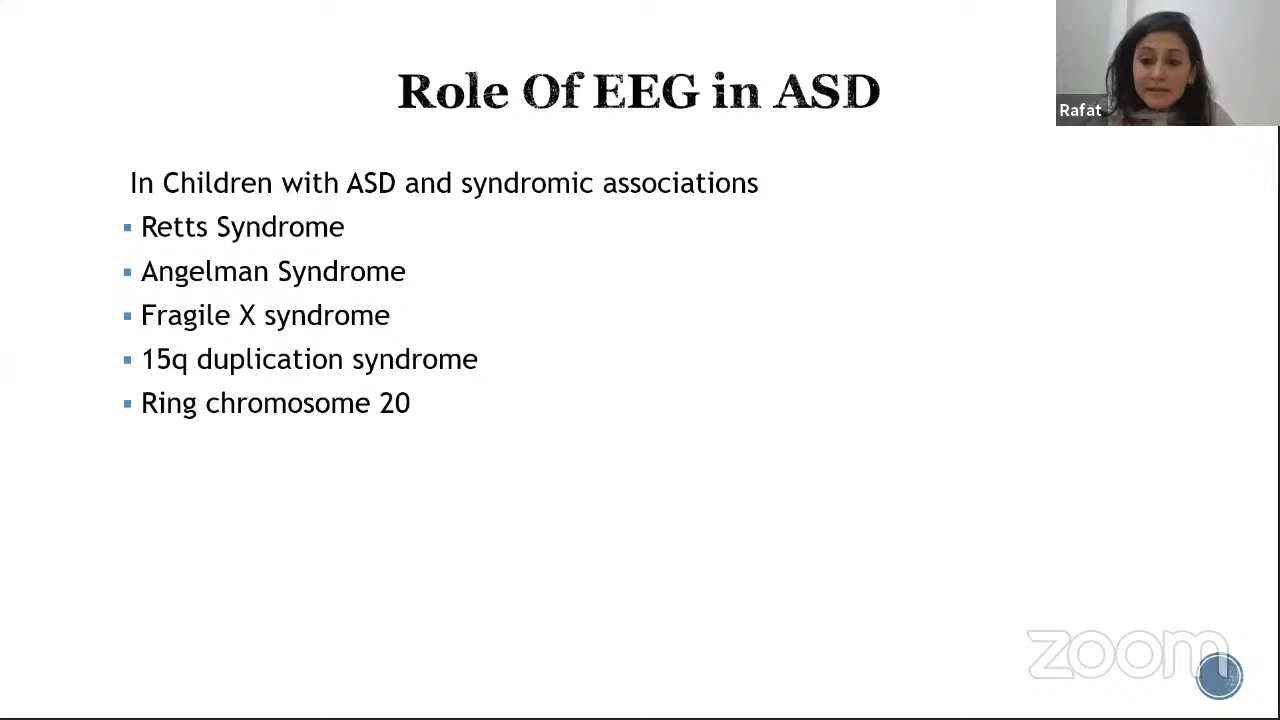 Role Of EEG in ASD
Rafat
In Children with ASD and syndromic associations
▪ Retts Syndrome
▪ Angelman Syndrome
▪ Fragile X syndrome
▪ 15q duplication syndrome
▪ Ring chromosome 20
zoom